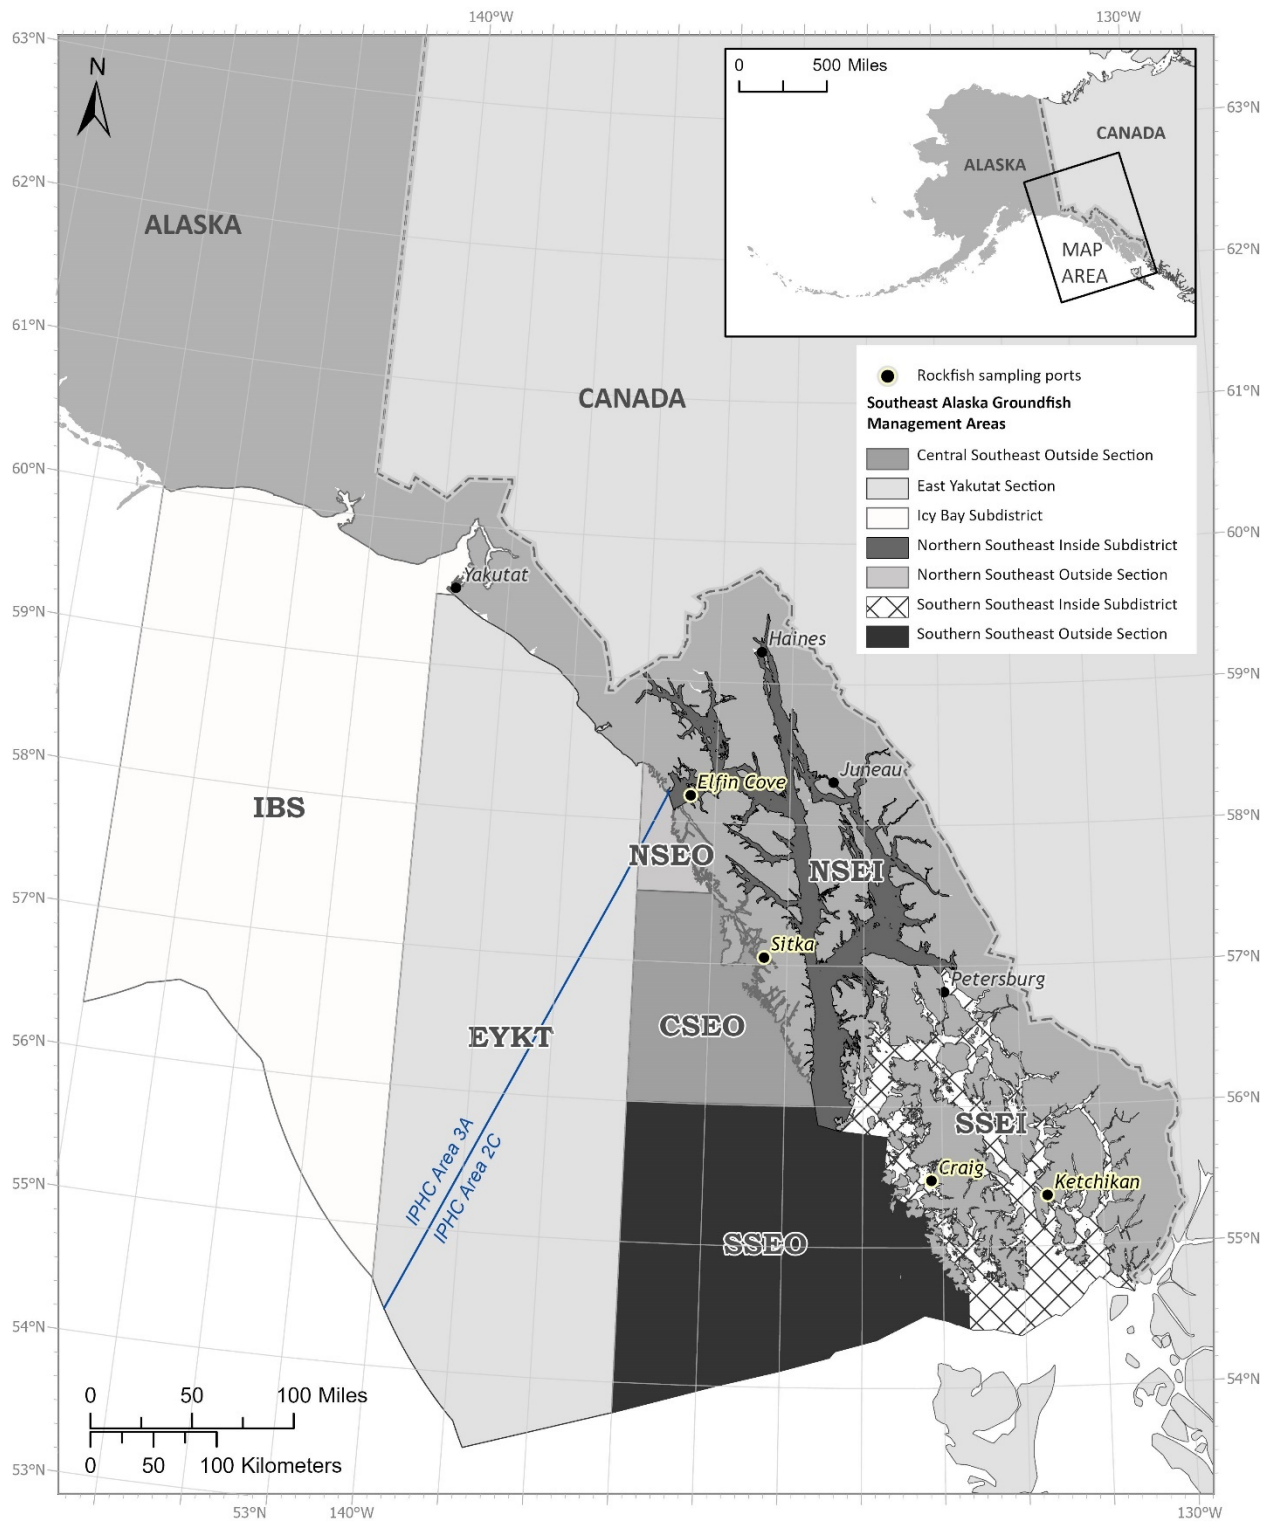 140°W
130°W
63°N
N
0
500 Miles
CANADA
ALASKA
MAP
AREA
63°N
62°N
ALASKA
62°N
Rockfish sampling ports
Southeast Alaska Groundfish
Management Areas
Central Southeast Outside Section
East Yakutat Section
Icy Bay Subdistrict
Northern Southeast Inside Subdistrict
Northern Southeast Outside Section
Southern Southeast Inside Subdistrict
Southern Southeast Outside Section
61°N
CANADA
61°N
60°N
60°N
Yakutat
59°N
Haines
59°N
58°N
Juneau
Elfin Cove
IBS
58°N
NSEO
NSEI
57°N
Sitka
57°N
Petersburg
CSEO
EYKT
56°N
56°N
IPHC Area 3A
IPHC Area 2C
SSEI
Craig
Ketchikan
55°N
SSEO
55°N
54°N
54°N
0
50
100 Miles
0
50
100 Kilometers
53°N
53°N
140°W
130°W